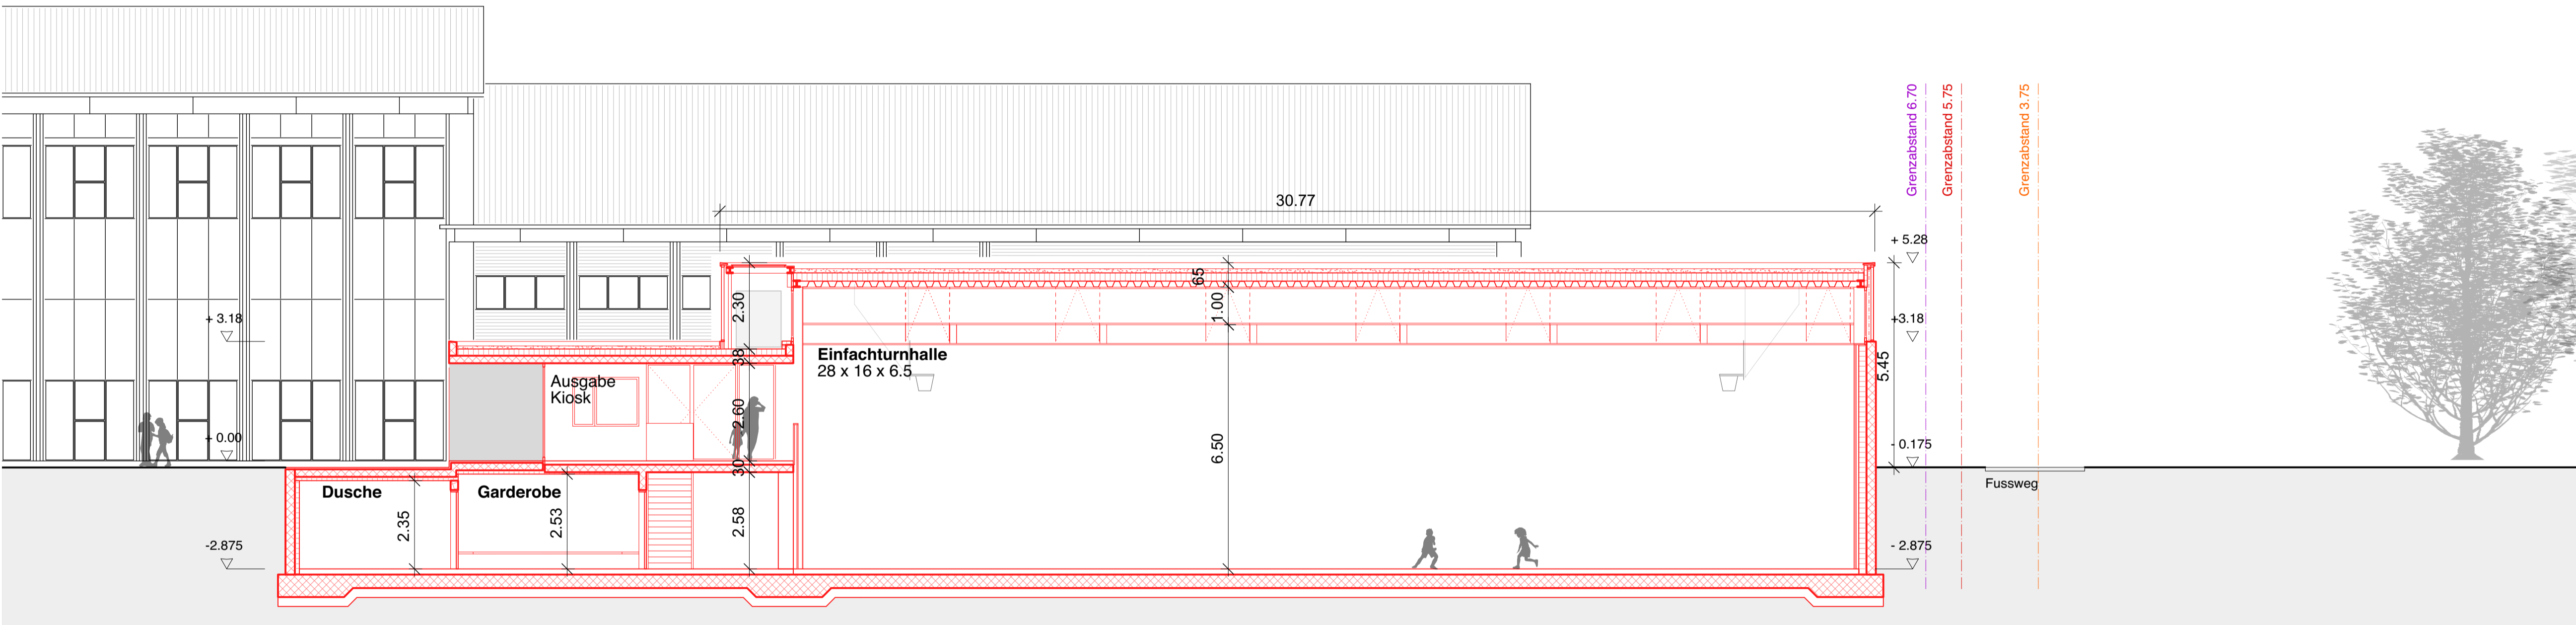 Grenzabstand 6.70
Grenzabstand 5.75
Grenzabstand 3.75
30.77
+ 5.28
65
2.30
1.00
+ 3.18
+3.18
38
Einfachturnhalle
28 x 16 x 6.5
5.45
Ausgabe
Kiosk
2.60
+ 0.00
- 0.175
6.50
30
Fussweg
Dusche
Garderobe
2.35
2.53
2.58
-2.875
- 2.875